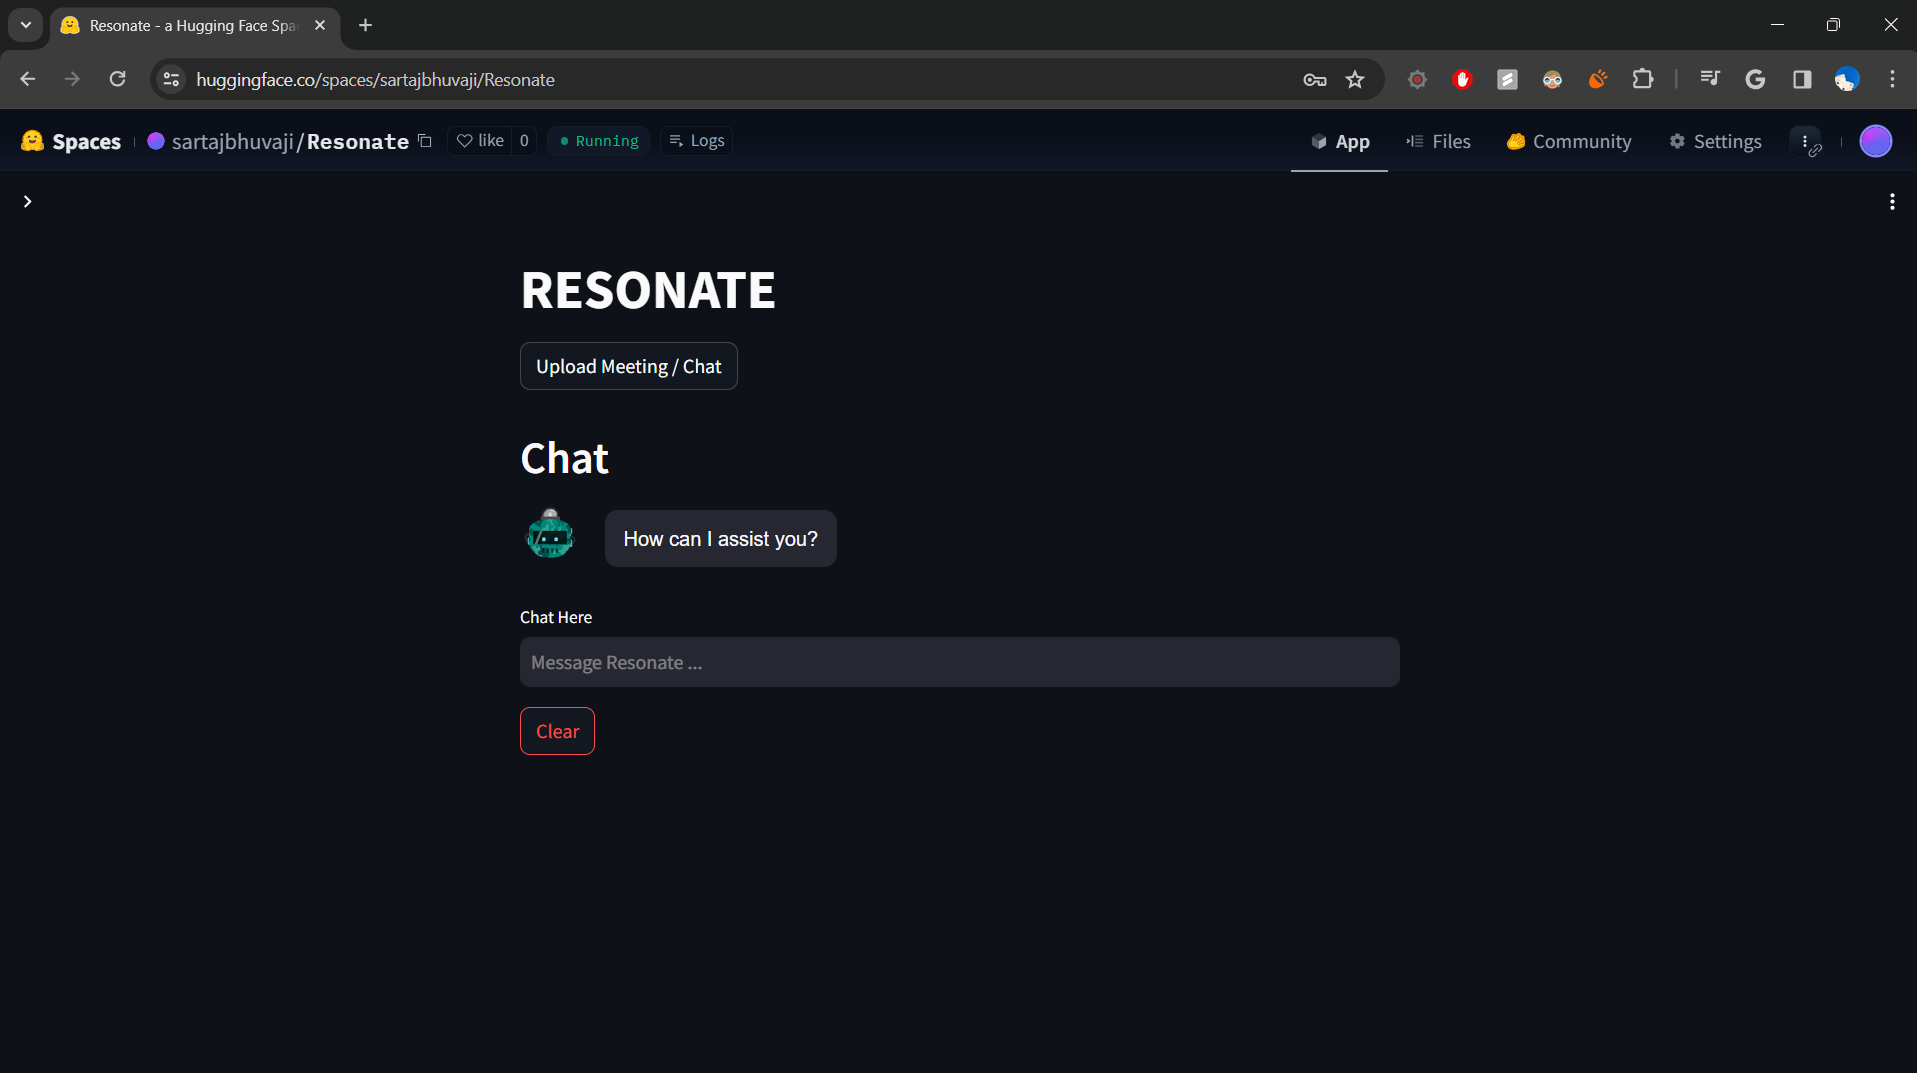 Resonate - a Hugging Face Spa
huggingface.co/spaces/sartajbhuvaji/Resonate
Spaces sartajbhuvaji/Resonate like 0 Running Logs App Files Community Settings
RESONATE
Upload Meeting / Chat
Chat
How can I assist you?
Chat Here
Message Resonate ...
Clear